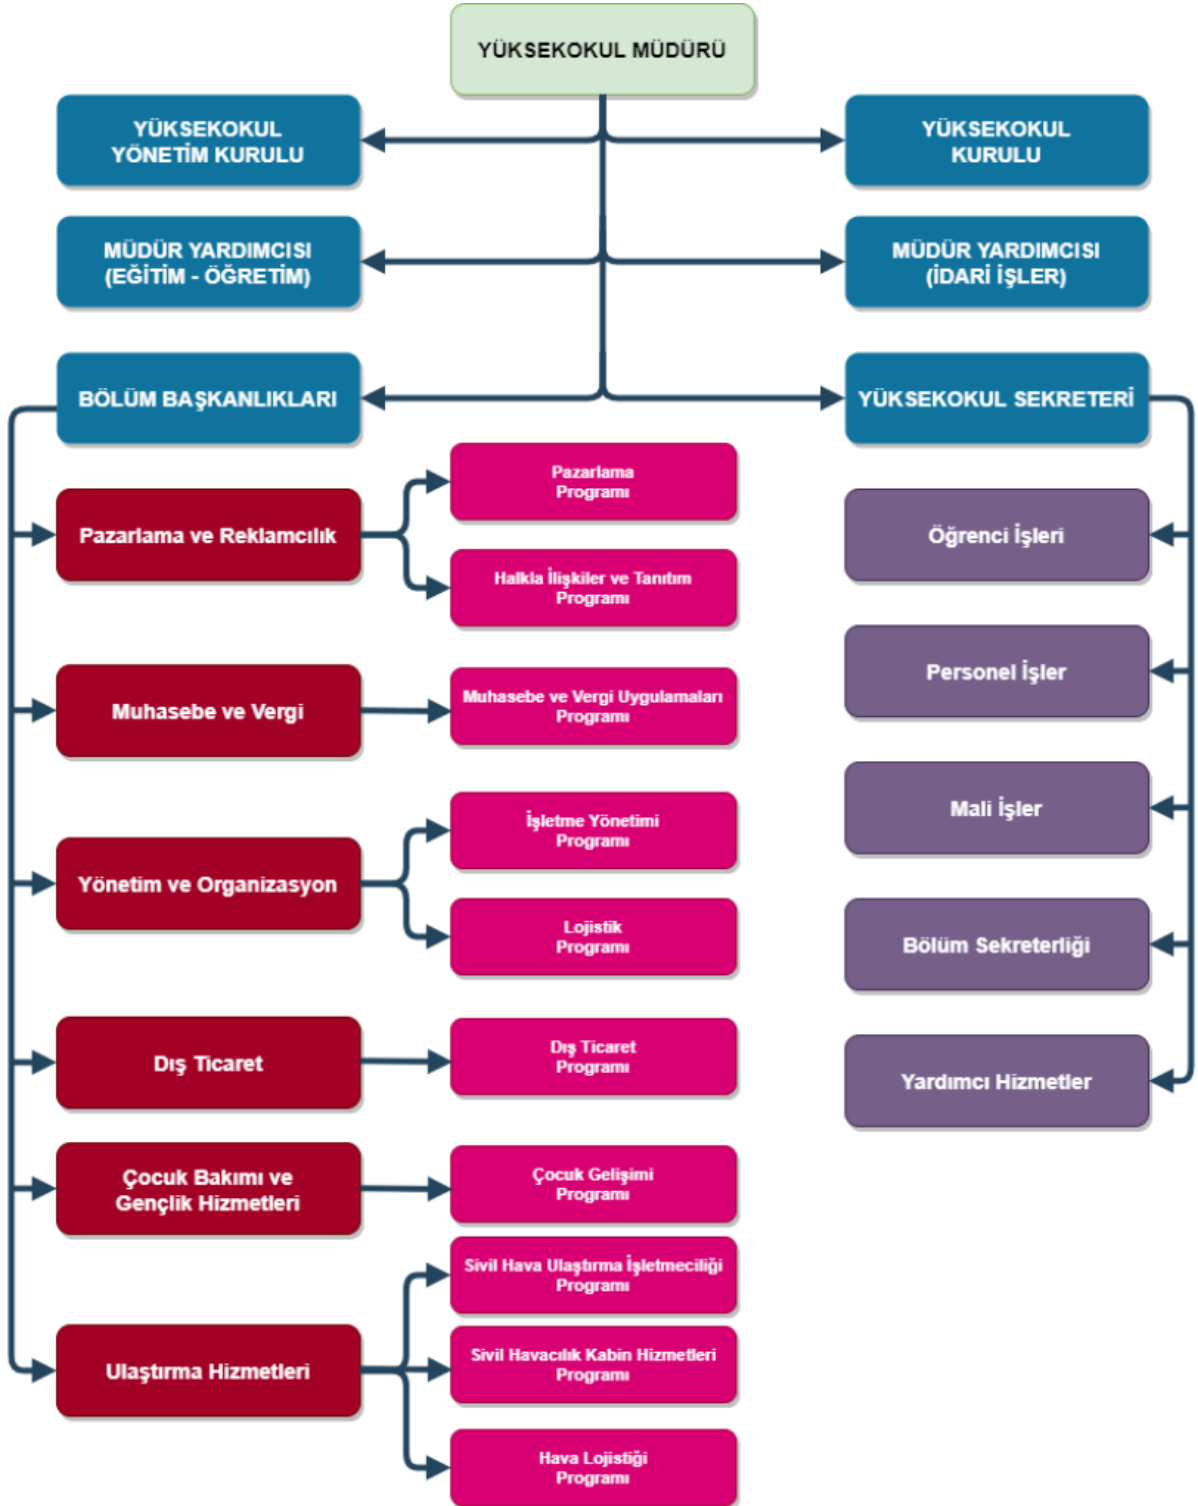 YÜKSEKOKUL MÜDÜRÜ
YÜKSEKOKUL
YÖNETİM KURULU
YÜKSEKOKUL
KURULU
MÜDÜR YARDIMCISI
(EĞİTİM - ÖĞRETİM)
MÜDÜR YARDIMCISI
(İDARİ İŞLER)
BÖLÜM BAŞKANLIKLARI
YÜKSEKOKUL SEKRETERİ
Pazarlama ve Reklamcılık
Pazarlama
Programı
Halkla İlişkiler ve Tanıtım
Programı
Muhasebe ve Vergi
Muhasebe ve Vergi Uygulamaları
Programı
Yönetim ve Organizasyon
İşletme Yönetimi
Programı
Lojistik
Programı
Dış Ticaret
Dış Ticaret
Programı
Çocuk Bakımı ve
Gençlik Hizmetleri
Çocuk Gelişimi
Programı
Ulaştırma Hizmetleri
Sivil Hava Ulaştırma İşletmeciliği
Programı
Sivil Havacılık Kabin Hizmetleri
Programı
Hava Lojistiği
Programı
Öğrenci İşleri
Personel İşler
Mali İşler
Bölüm Sekreterliği
Yardımcı Hizmetler